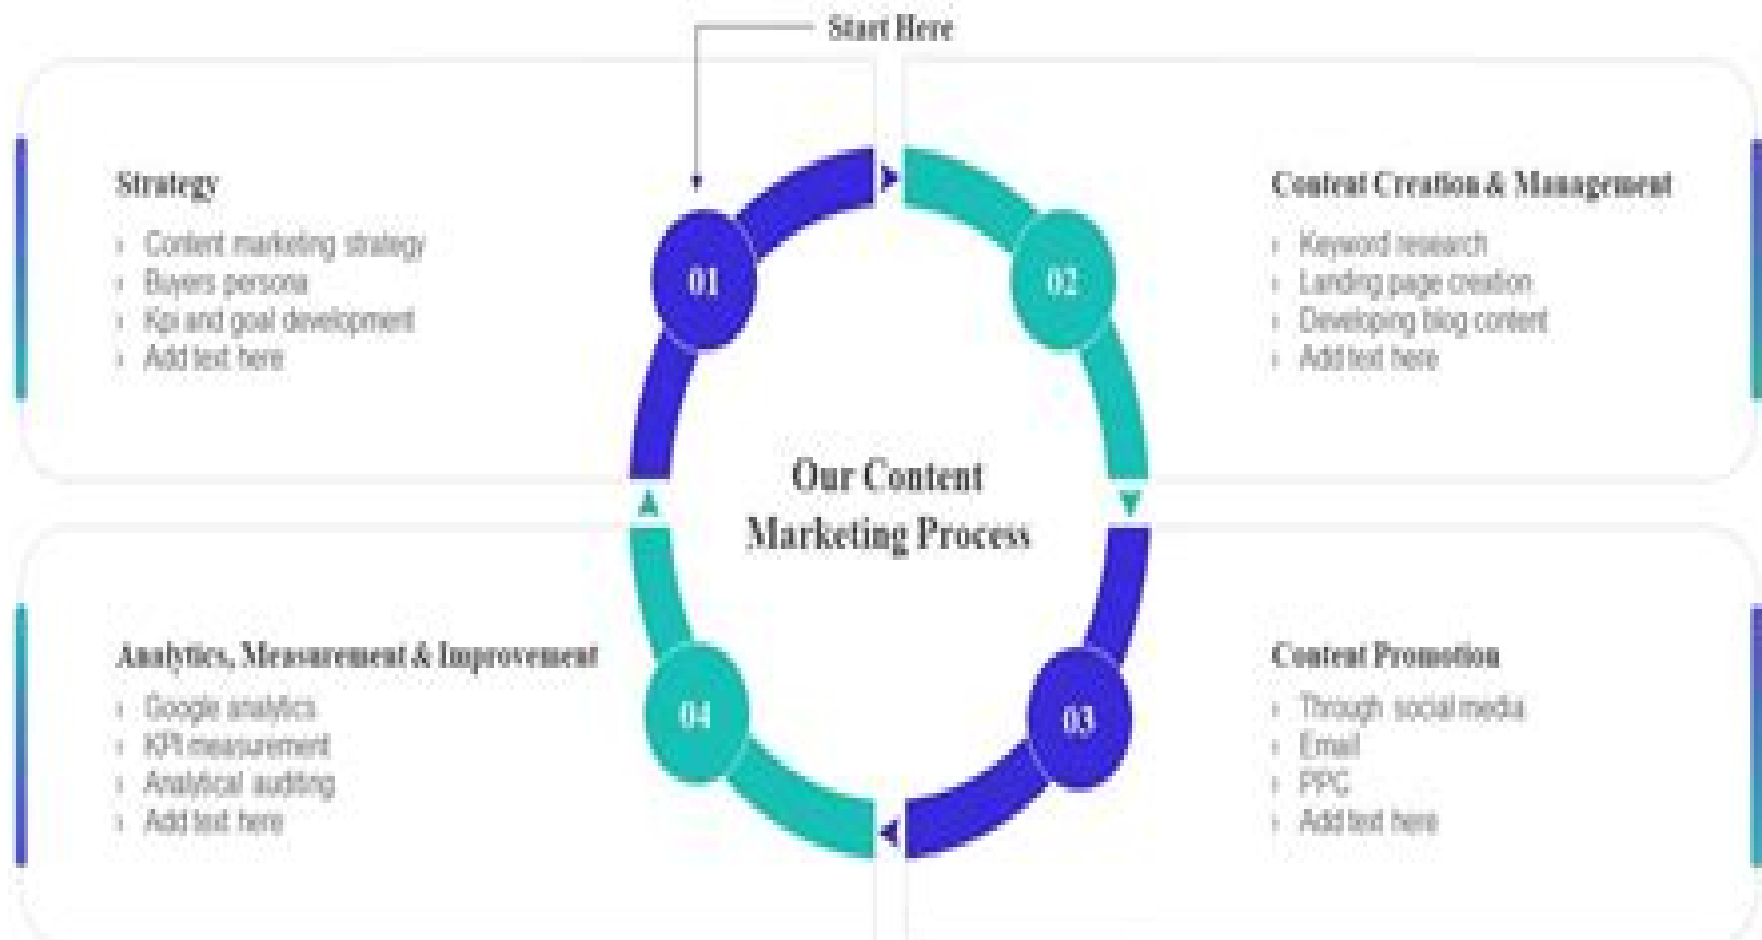 Start Here
Strategy
Content marketing strategy
Buyers persona
Kpi and goal development
Add text here
01
02
Content Creation & Management
Keyword research
Landing page creation
Developing blog content
Add text here
Our Content
Marketing Process
Analytics, Measurement & Improvement
Google analytics
KPI measurement
Analytical auditing
Add text here
04
03
Content Promotion
Through social media
Email
PPC
Add text here